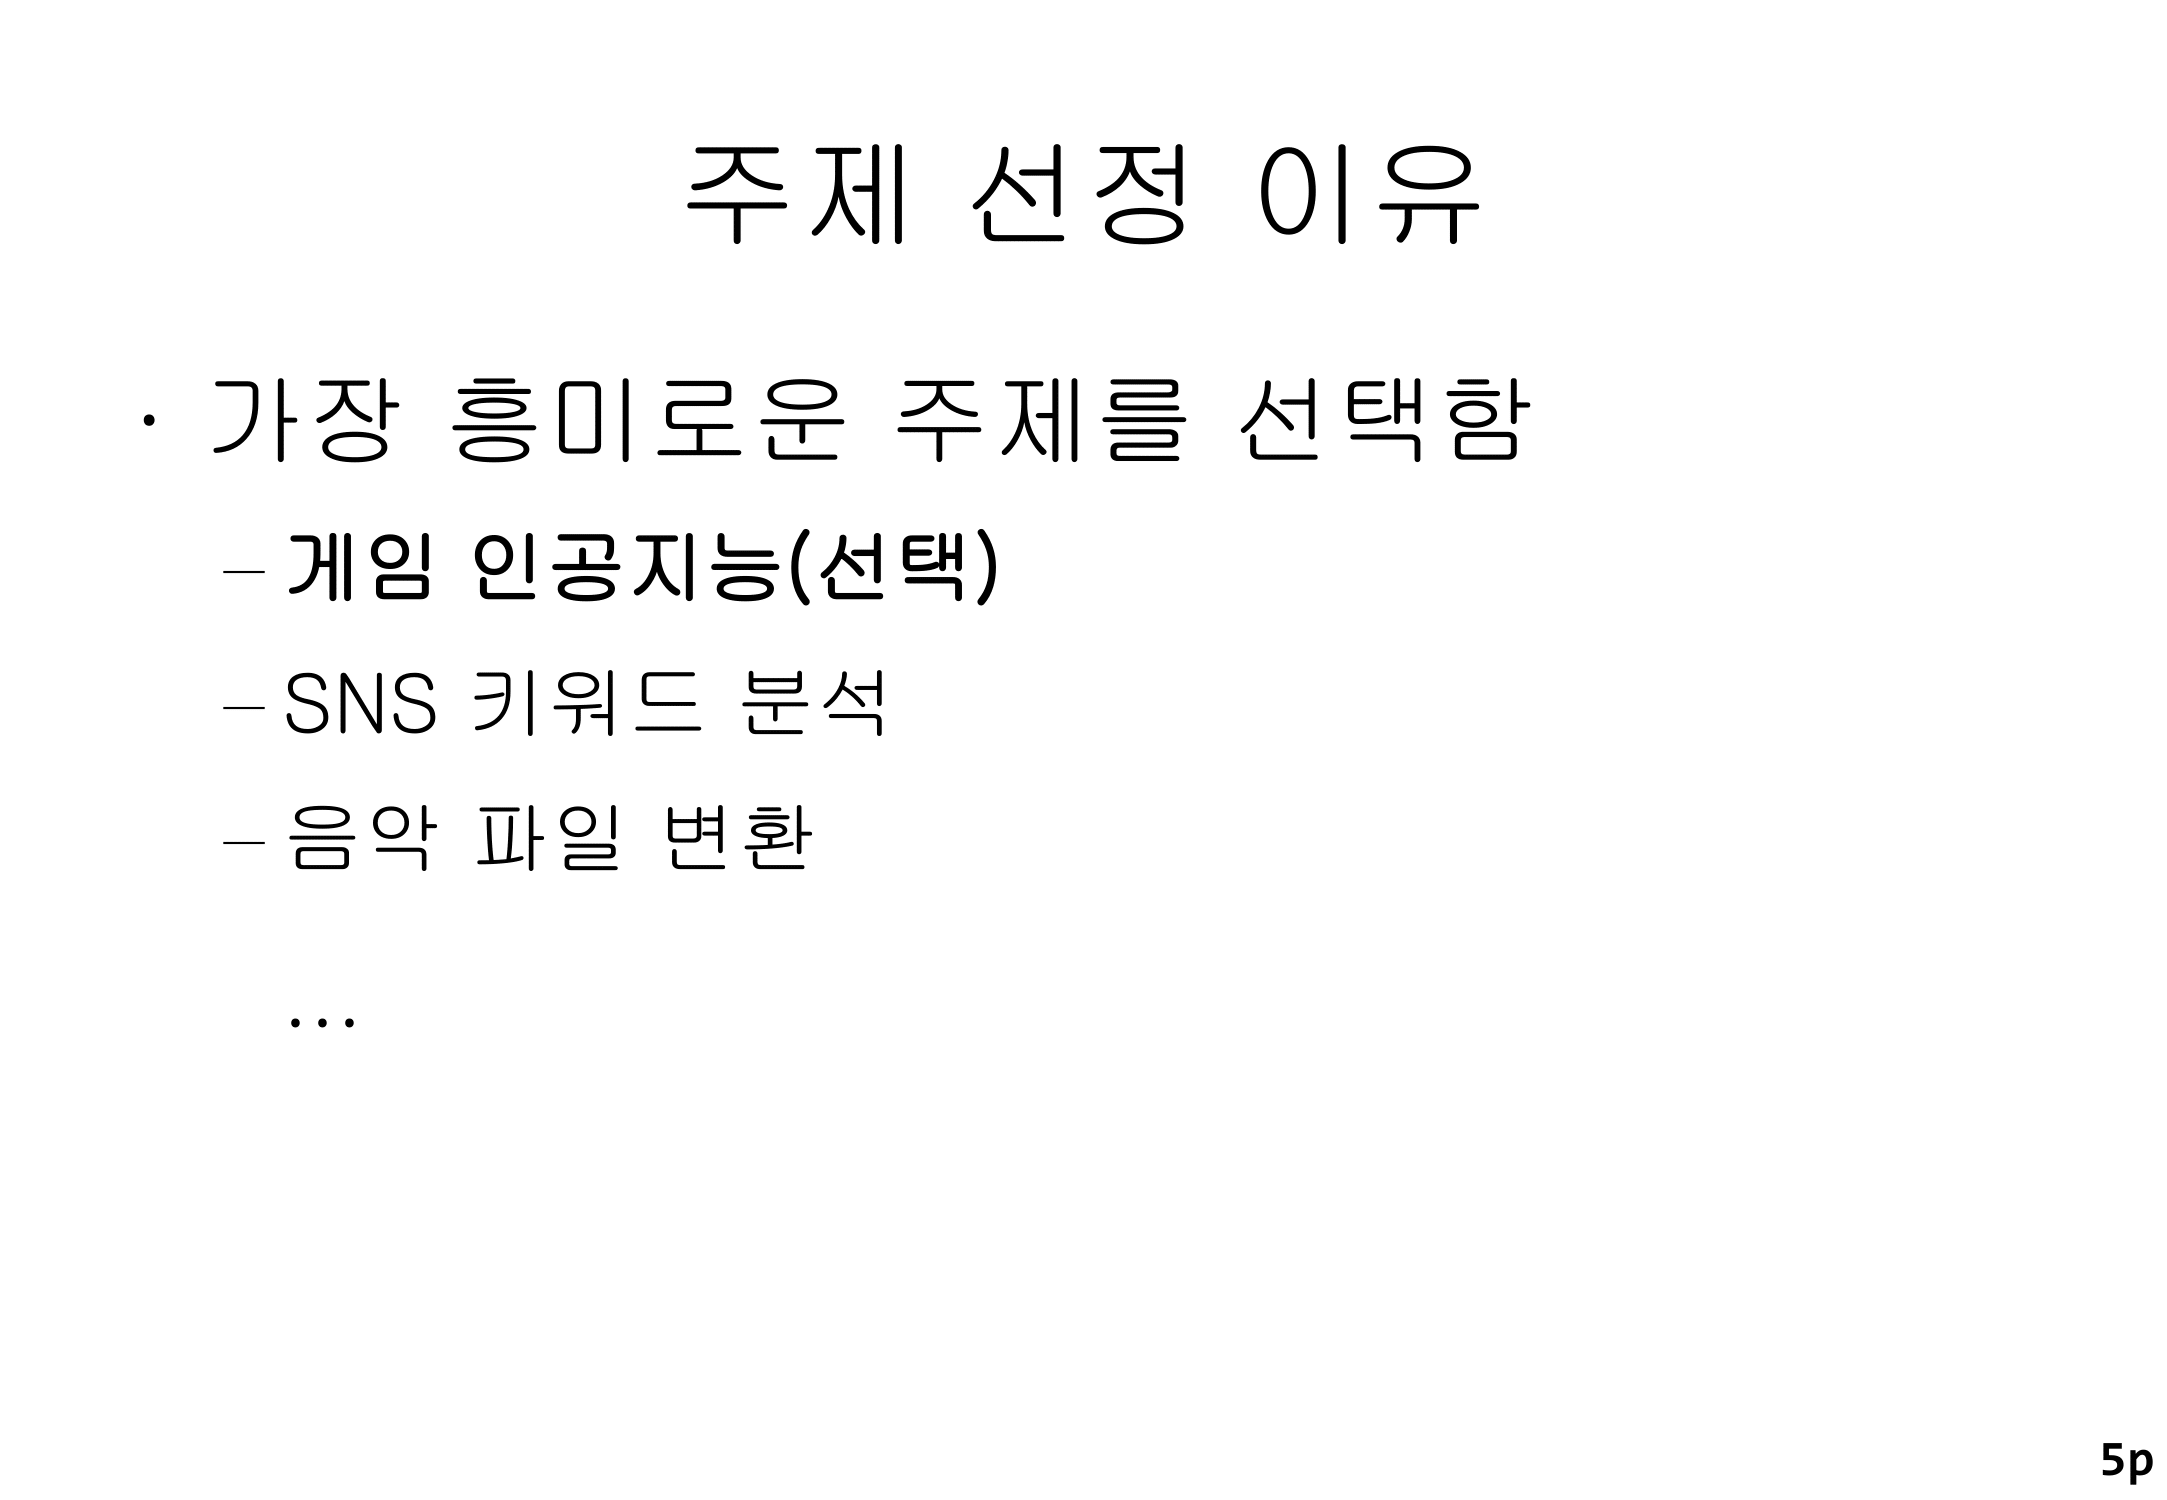 주제 선정 이유
· 가장 흥미로운 주제를 선택함
– 게임 인공지능(선택)
– SNS 키워드 분석
– 음악 파일 변환
…
5p